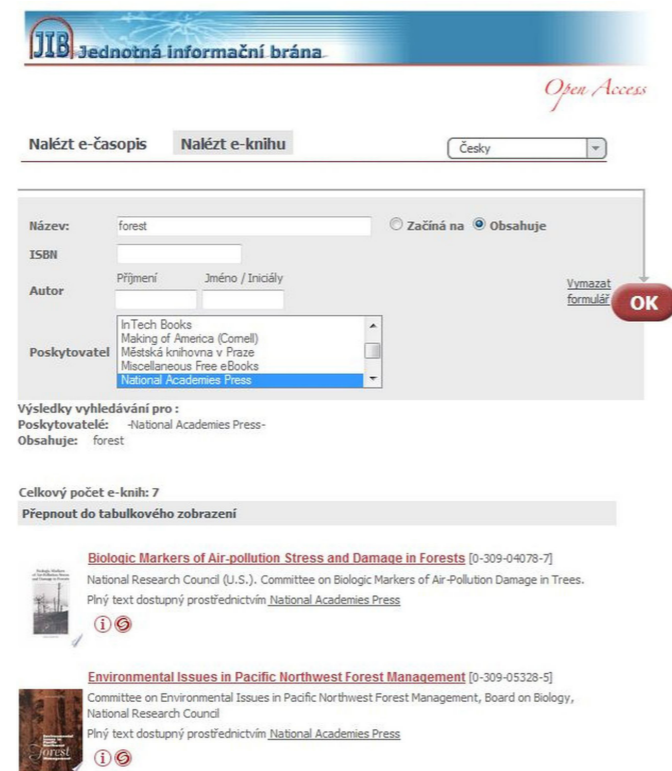 JIB Jednotná informační brána
Open Access
Nalézt e-časopis Nalézt e-knihu Česky
Název: forest Začíná na Obsahuje
ISBN
Příjmení Jméno / Iniciály
Autor
Vymazat
formulář
OK
InTech Books
Making of America (Cornell)
Poskytovatel Městská knihovna v Praze
Miscellaneous Free eBooks
National Academies Press
Výsledky vyhledávání pro :
Poskytovatelé: -National Academies Press-
Obsahuje: forest
Celkový počet e-knih: 7
Přepnout do tabulkového zobrazení
Biologic Markers of Air-pollution Stress and Damage in Forests [0-309-04078-7]
National Research Council (U.S.). Committee on Biologic Markers of Air-Pollution Damage in Trees.
Plný text dostupný prostřednictvím National Academies Press
Environmental Issues in Pacific Northwest Forest Management [0-309-05328-5]
Committee on Environmental Issues in Pacific Northwest Forest Management, Board on Biology,
National Research Council
Plný text dostupný prostřednictvím National Academies Press
Forest